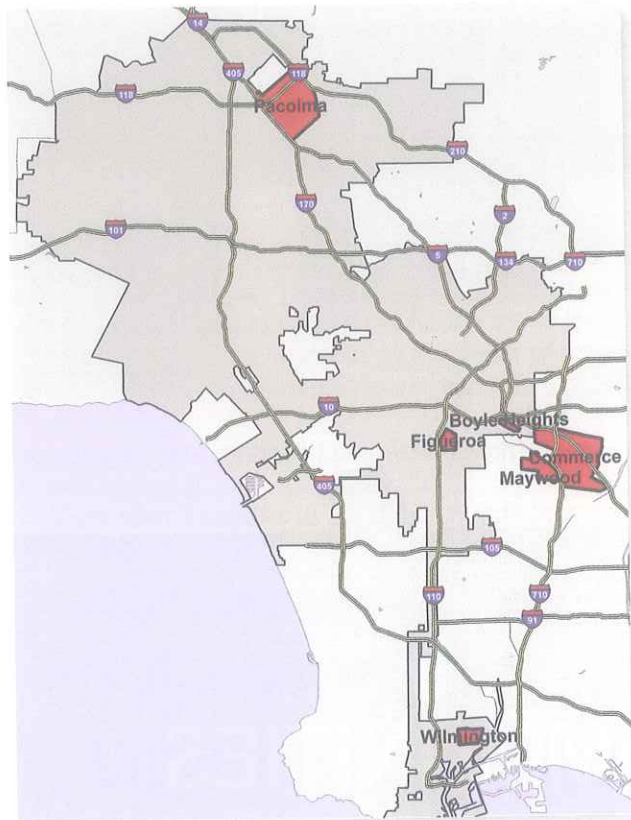 14
405
118
118
Pacoima
210
170
2
101
5
134
710
10
Boyle Heights
Figueroa
Commerce
Maywood
405
105
110
710
91
Wilmington